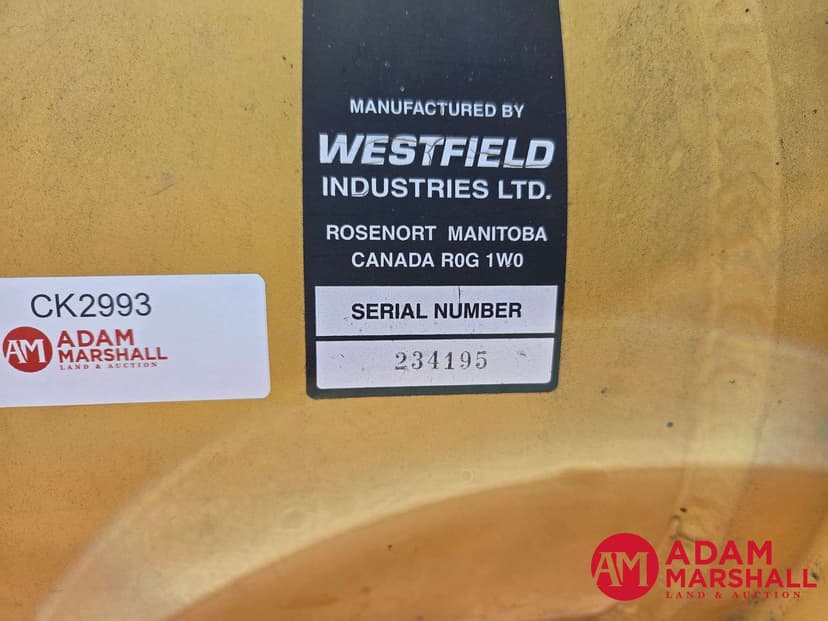 MANUFACTURED BY
WESTFIELD
INDUSTRIES LTD.
ROSENORT MANITOBA
CANADA R0G 1W0
SERIAL NUMBER
234195
CK2993
AM ADAM
MARSHALL
LAND & AUCTION
AM ADAM
MARSHALL
LAND & AUCTION